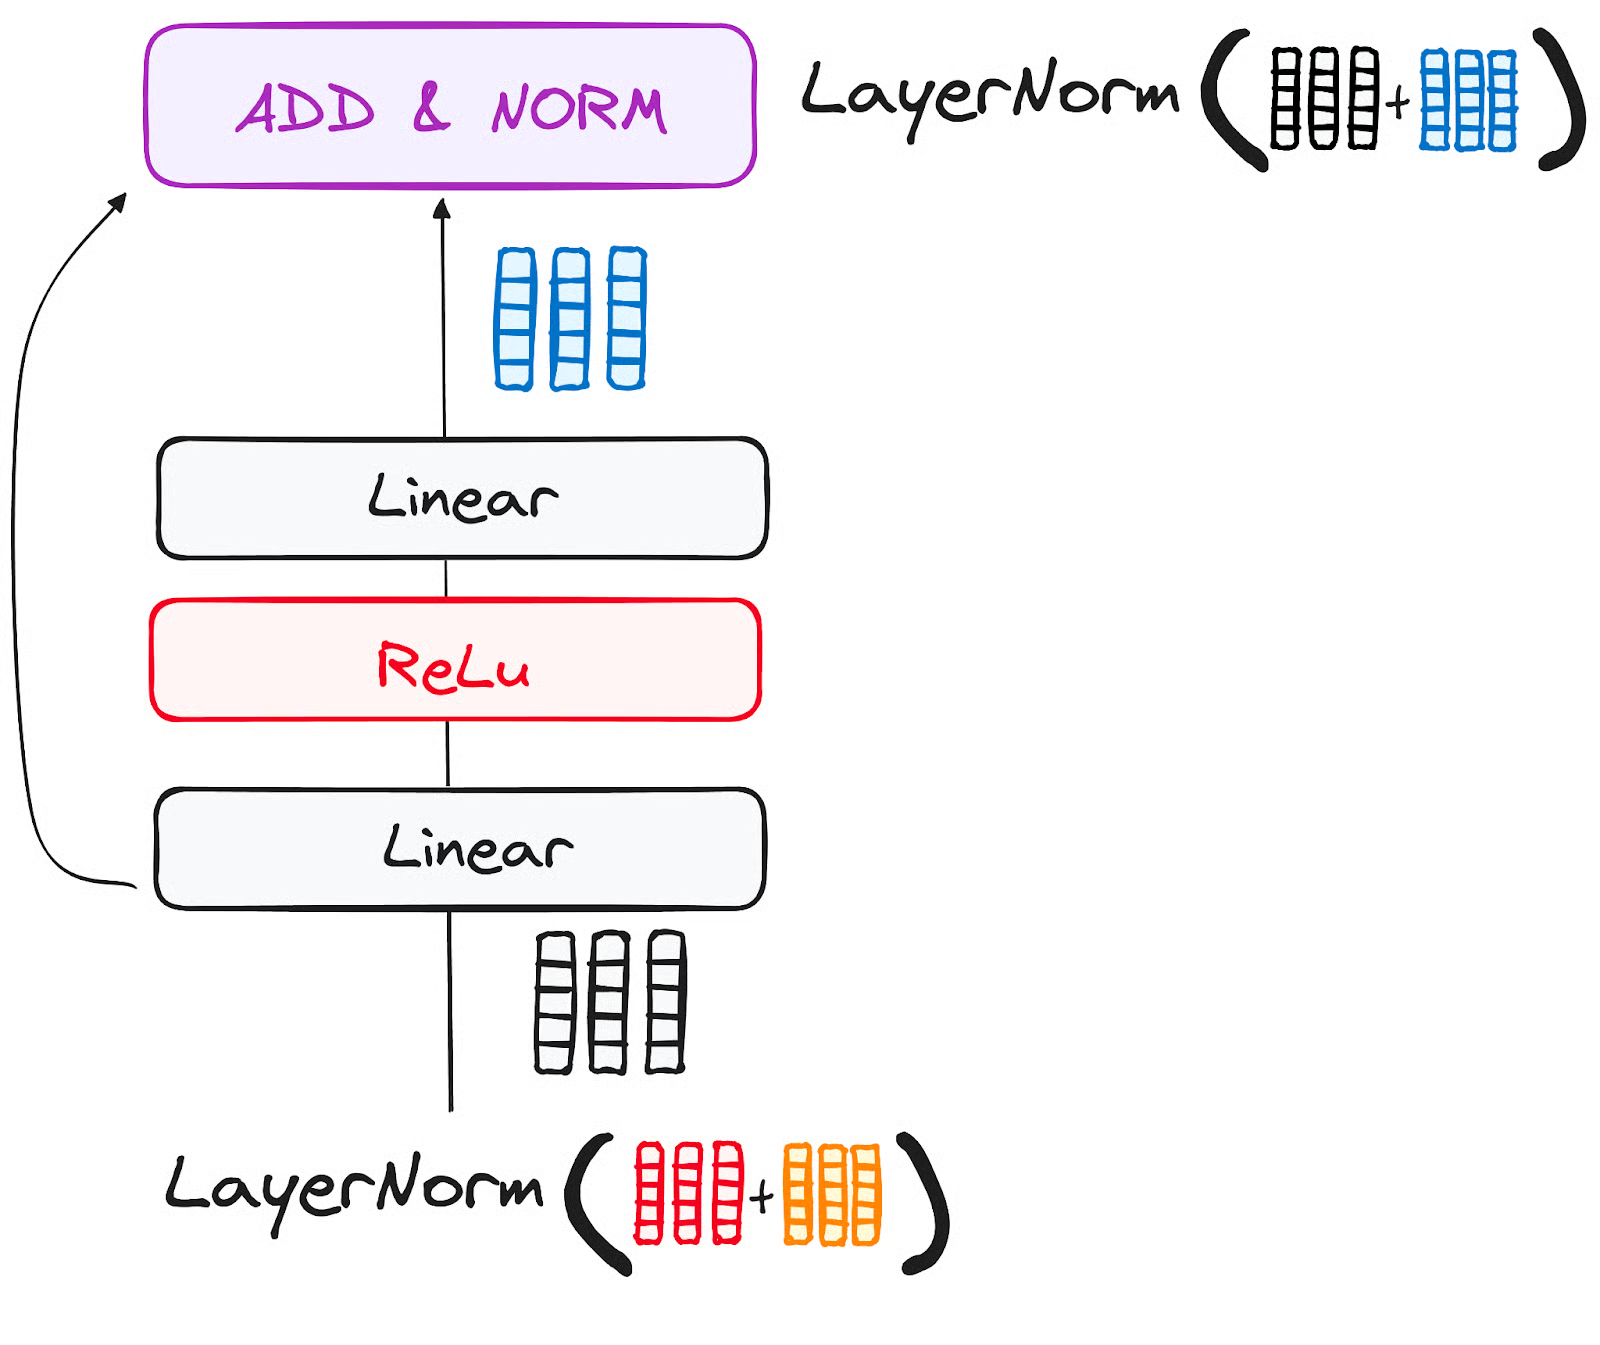 ADD & NORM
LayerNorm ( + )
Linear
ReLu
Linear
LayerNorm ( + )